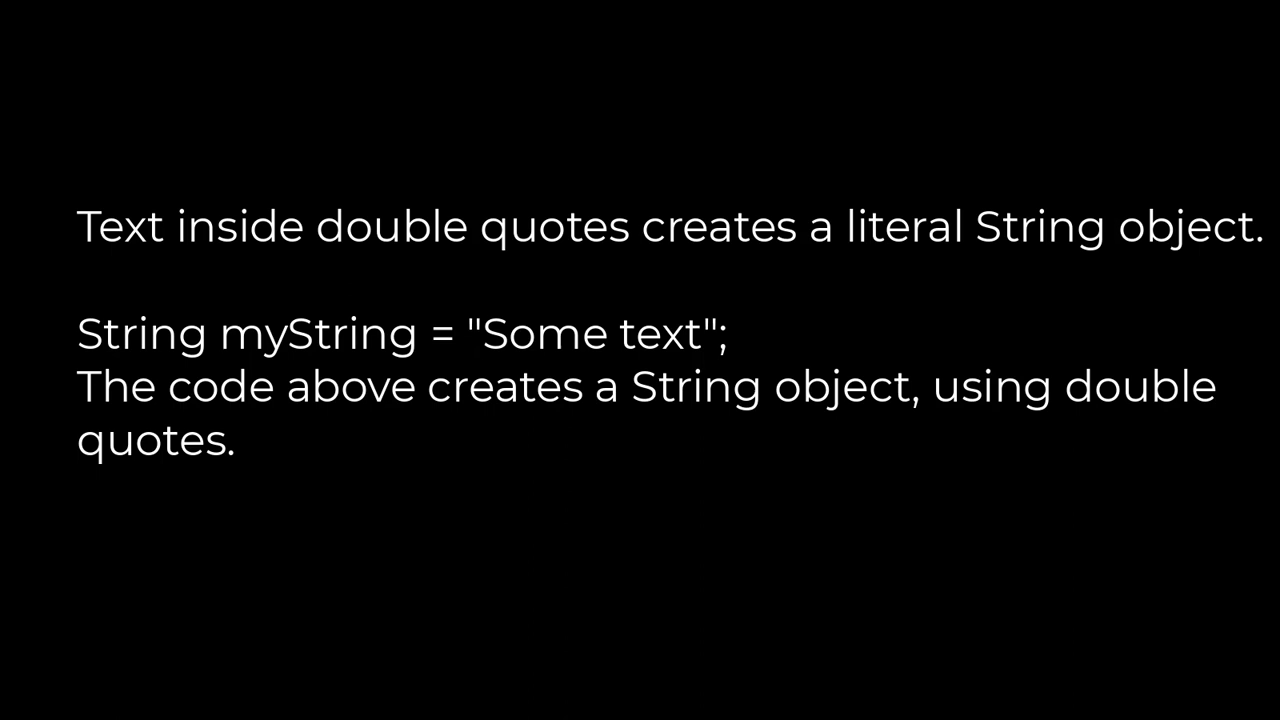 Text inside double quotes creates a literal String object.
String myString = "Some text";
The code above creates a String object, using double
quotes.